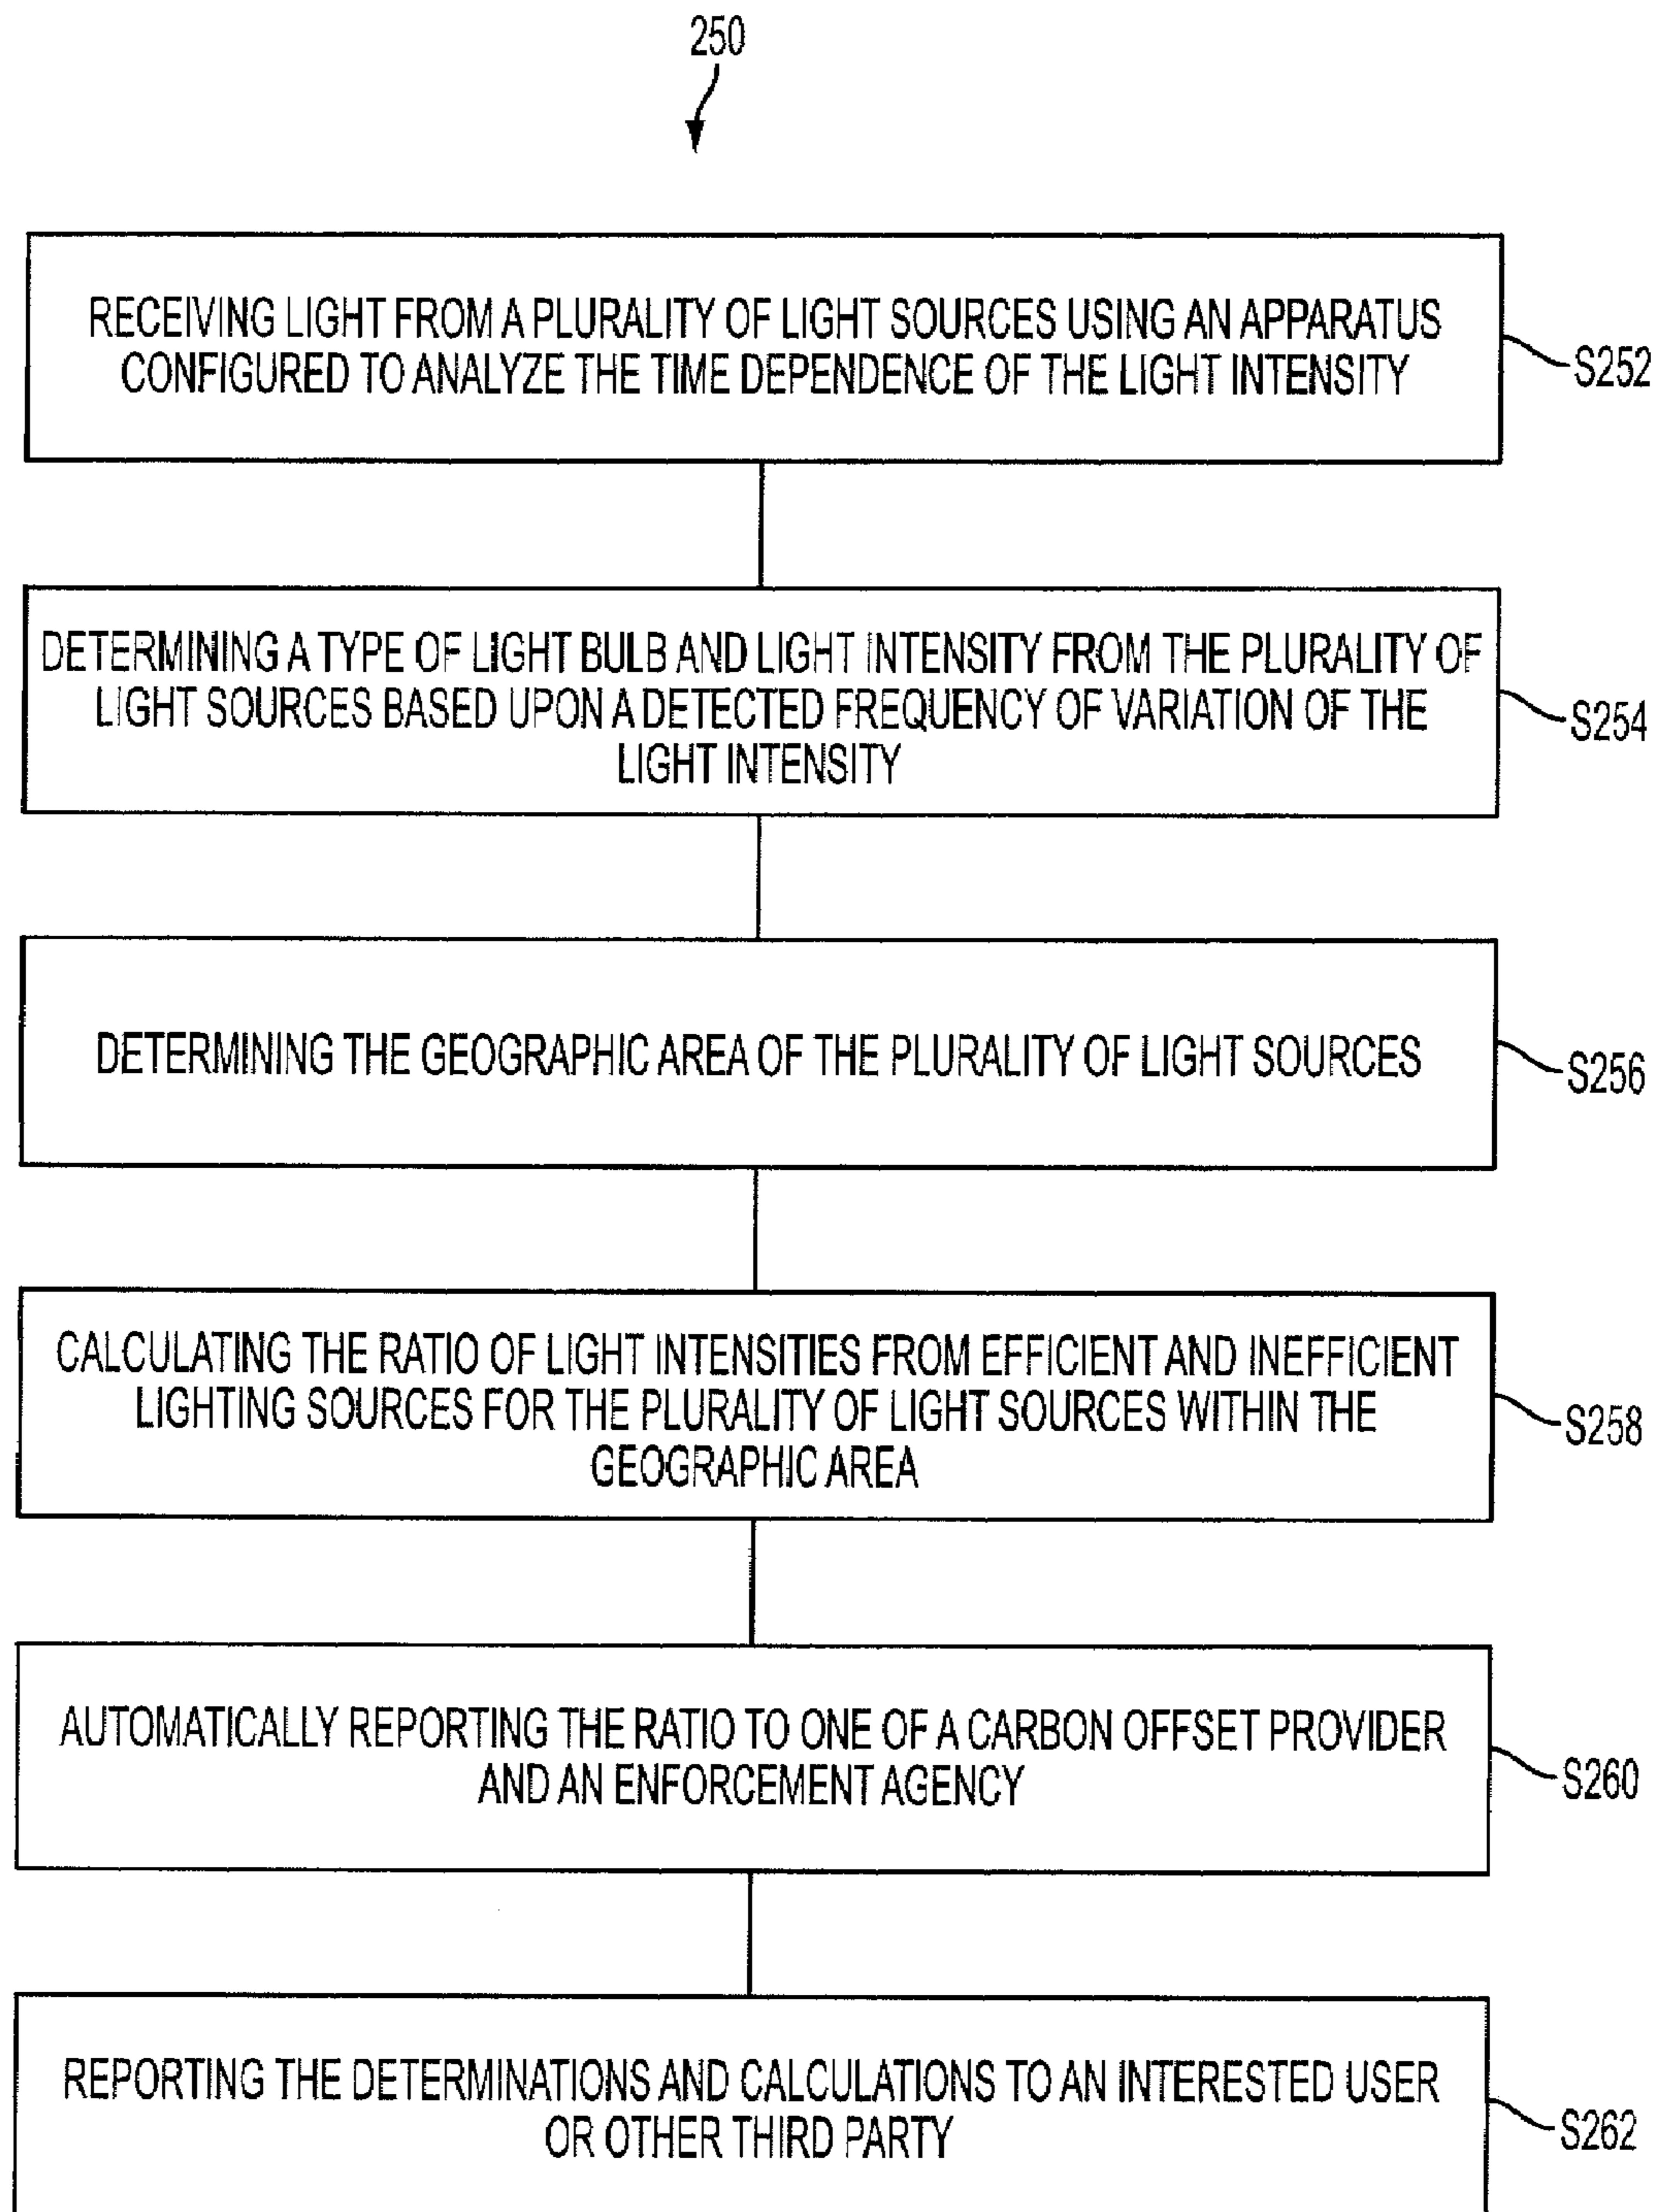 250
RECEIVING LIGHT FROM A PLURALITY OF LIGHT SOURCES USING AN APPARATUS
CONFIGURED TO ANALYZE THE TIME DEPENDENCE OF THE LIGHT INTENSITY
S252
DETERMINING A TYPE OF LIGHT BULB AND LIGHT INTENSITY FROM THE PLURALITY OF
LIGHT SOURCES BASED UPON A DETECTED FREQUENCY OF VARIATION OF THE
LIGHT INTENSITY
S254
DETERMINING THE GEOGRAPHIC AREA OF THE PLURALITY OF LIGHT SOURCES
S256
CALCULATING THE RATIO OF LIGHT INTENSITIES FROM EFFICIENT AND INEFFICIENT
LIGHTING SOURCES FOR THE PLURALITY OF LIGHT SOURCES WITHIN THE
GEOGRAPHIC AREA
S258
AUTOMATICALLY REPORTING THE RATIO TO ONE OF A CARBON OFFSET PROVIDER
AND AN ENFORCEMENT AGENCY
S260
REPORTING THE DETERMINATIONS AND CALCULATIONS TO AN INTERESTED USER
OR OTHER THIRD PARTY
S262